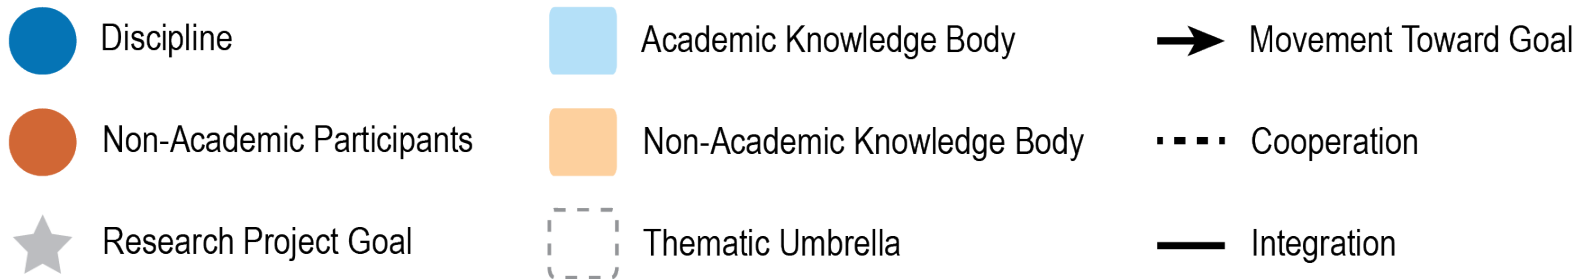 Discipline
Academic Knowledge Body
Movement Toward Goal
Non-Academic Participants
Non-Academic Knowledge Body
Cooperation
Research Project Goal
Thematic Umbrella
Integration